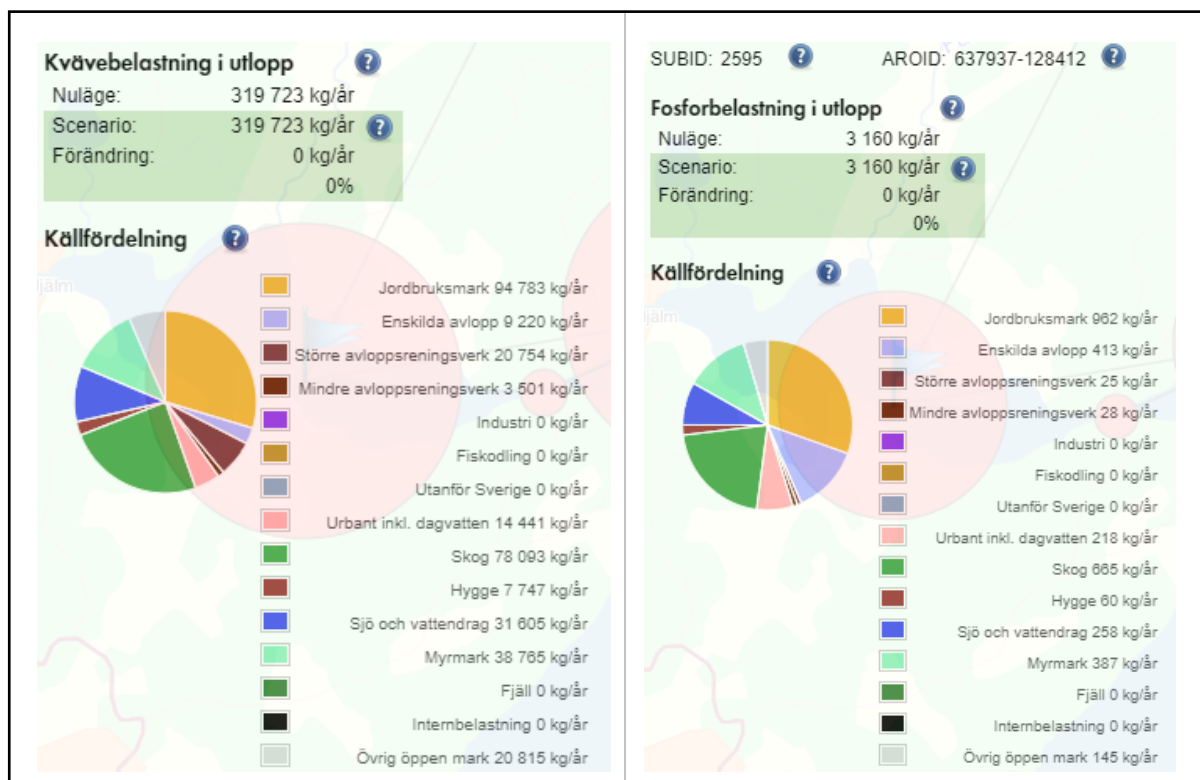 Kvävebelastning i utlopp ?
Nuläge: 319 723 kg/år
Scenario: 319 723 kg/år ?
Förändring: 0 kg/år
0%
Källfördelning ?
Jordbruksmark 94 783 kg/år
Enskilda avlopp 9 220 kg/år
Större avloppsreningsverk 20 754 kg/år
Mindre avloppsreningsverk 3 501 kg/år
Industri 0 kg/år
Fiskodling 0 kg/år
Utanför Sverige 0 kg/år
Urbant inkl. dagvatten 14 441 kg/år
Skog 78 093 kg/år
Hygge 7 747 kg/år
Sjö och vattendrag 31 605 kg/år
Myrmark 38 765 kg/år
Fjäll 0 kg/år
Internbelastning 0 kg/år
Övrig öppen mark 20 815 kg/år
SUBID: 2595 ? AROID: 637937-128412 ?
Fosforbelastning i utlopp ?
Nuläge: 3 160 kg/år
Scenario: 3 160 kg/år ?
Förändring: 0 kg/år
0%
Källfördelning ?
Jordbruksmark 962 kg/år
Enskilda avlopp 413 kg/år
Större avloppsreningsverk 25 kg/år
Mindre avloppsreningsverk 28 kg/år
Industri 0 kg/år
Fiskodling 0 kg/år
Utanför Sverige 0 kg/år
Urbant inkl. dagvatten 218 kg/år
Skog 665 kg/år
Hygge 60 kg/år
Sjö och vattendrag 258 kg/år
Myrmark 387 kg/år
Fjäll 0 kg/år
Internbelastning 0 kg/år
Övrig öppen mark 145 kg/år